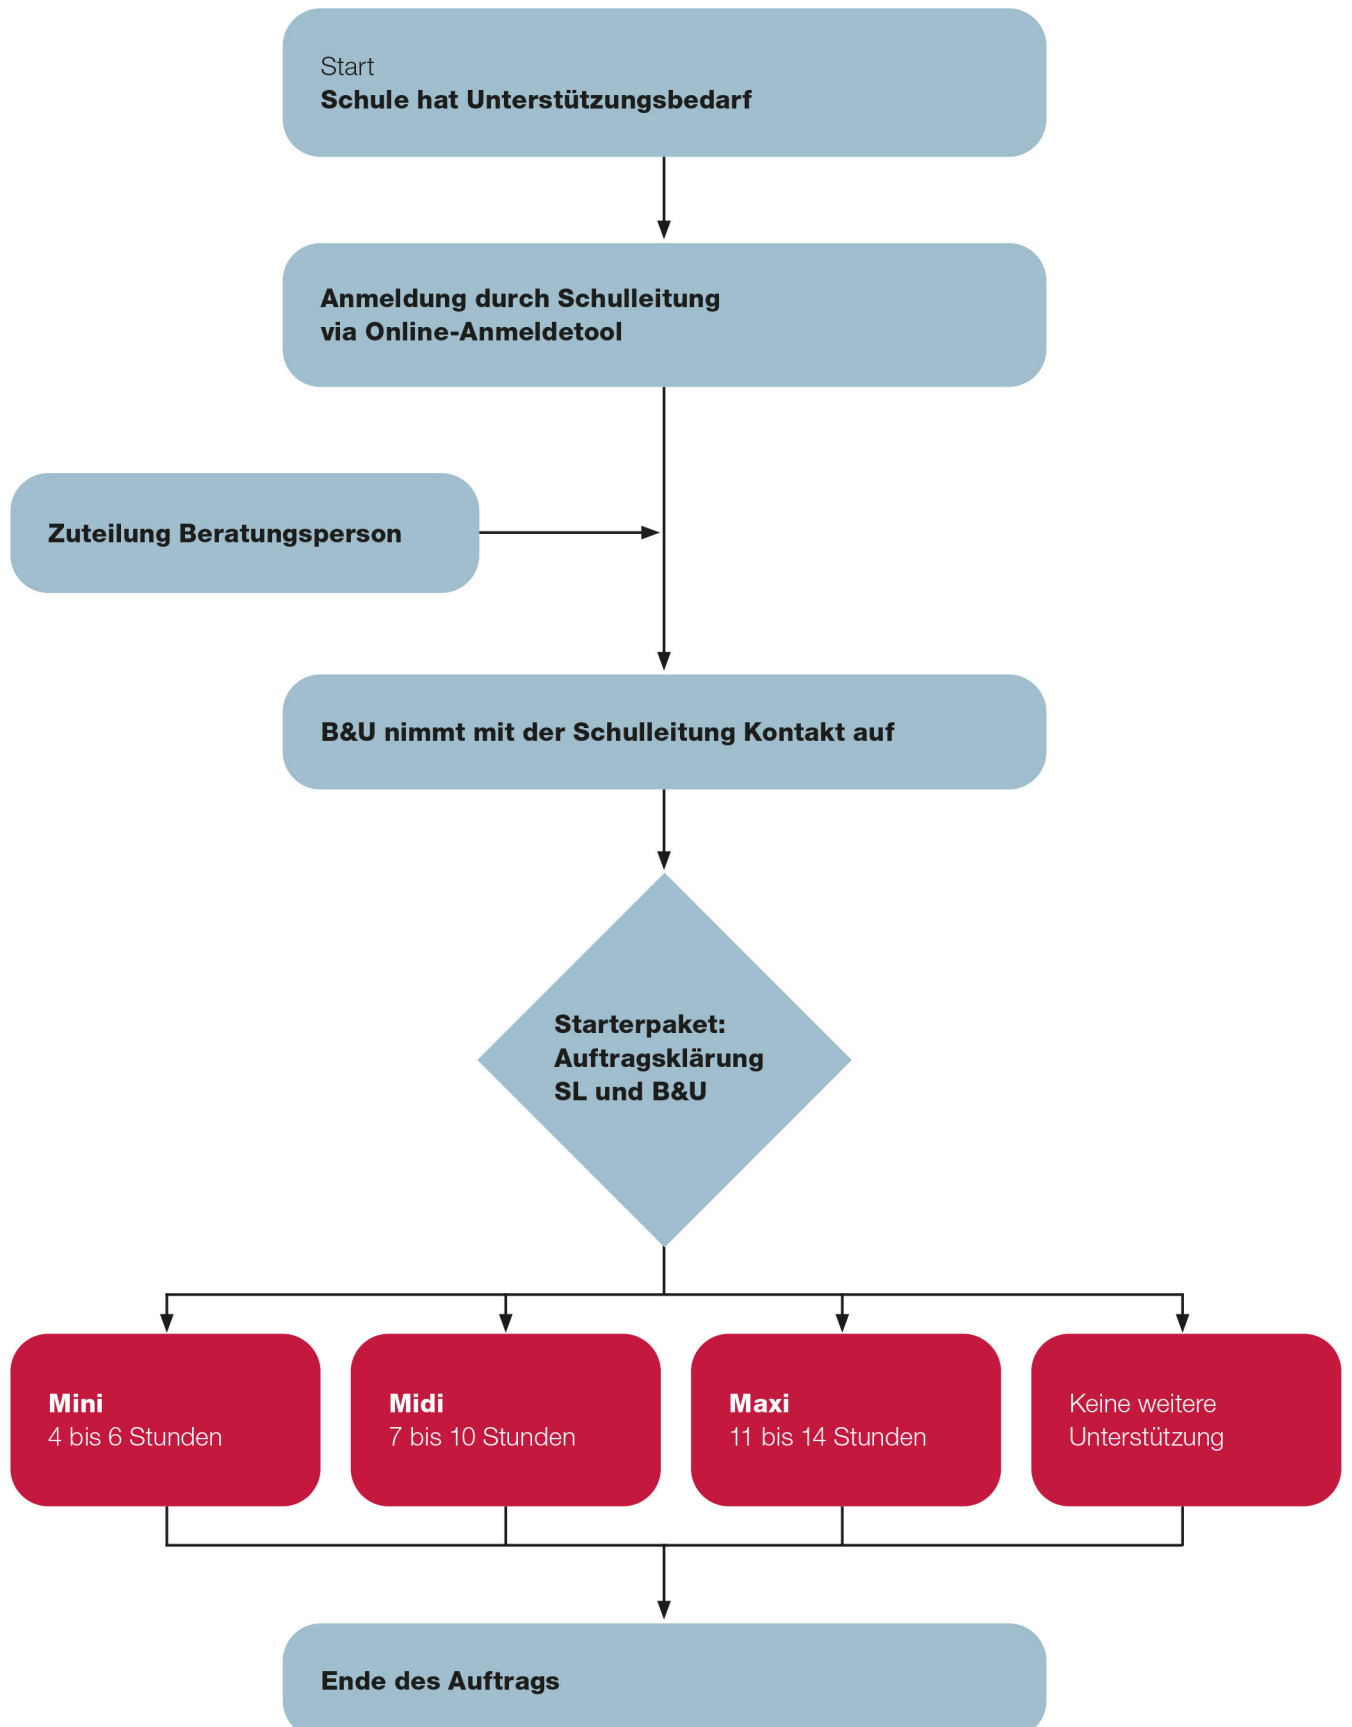 Start
Schule hat Unterstützungsbedarf
Anmeldung durch Schulleitung
via Online-Anmeldetool
Zuteilung Beratungsperson
B&U nimmt mit der Schulleitung Kontakt auf
Starterpaket:
Auftragsklärung
SL und B&U
Mini
4 bis 6 Stunden
Midi
7 bis 10 Stunden
Maxi
11 bis 14 Stunden
Keine weitere
Unterstützung
Ende des Auftrags